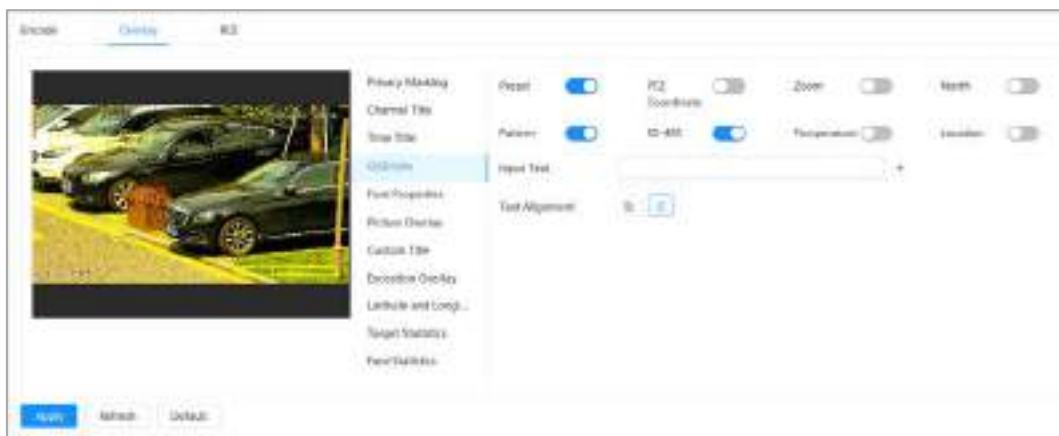 Encode Overlay ROI
Privacy Masking
Channel Title
Time Title
OSD Info
Font Properties
Picture Overlay
Custom Title
Exception Overlay
Latitude and Longi...
Target Statistics
Face Statistics
Preset PTZ Coordinate Zoom North
Pattern RS-485 Temperature Location
Input Text +
Text Alignment
Apply Refresh Default